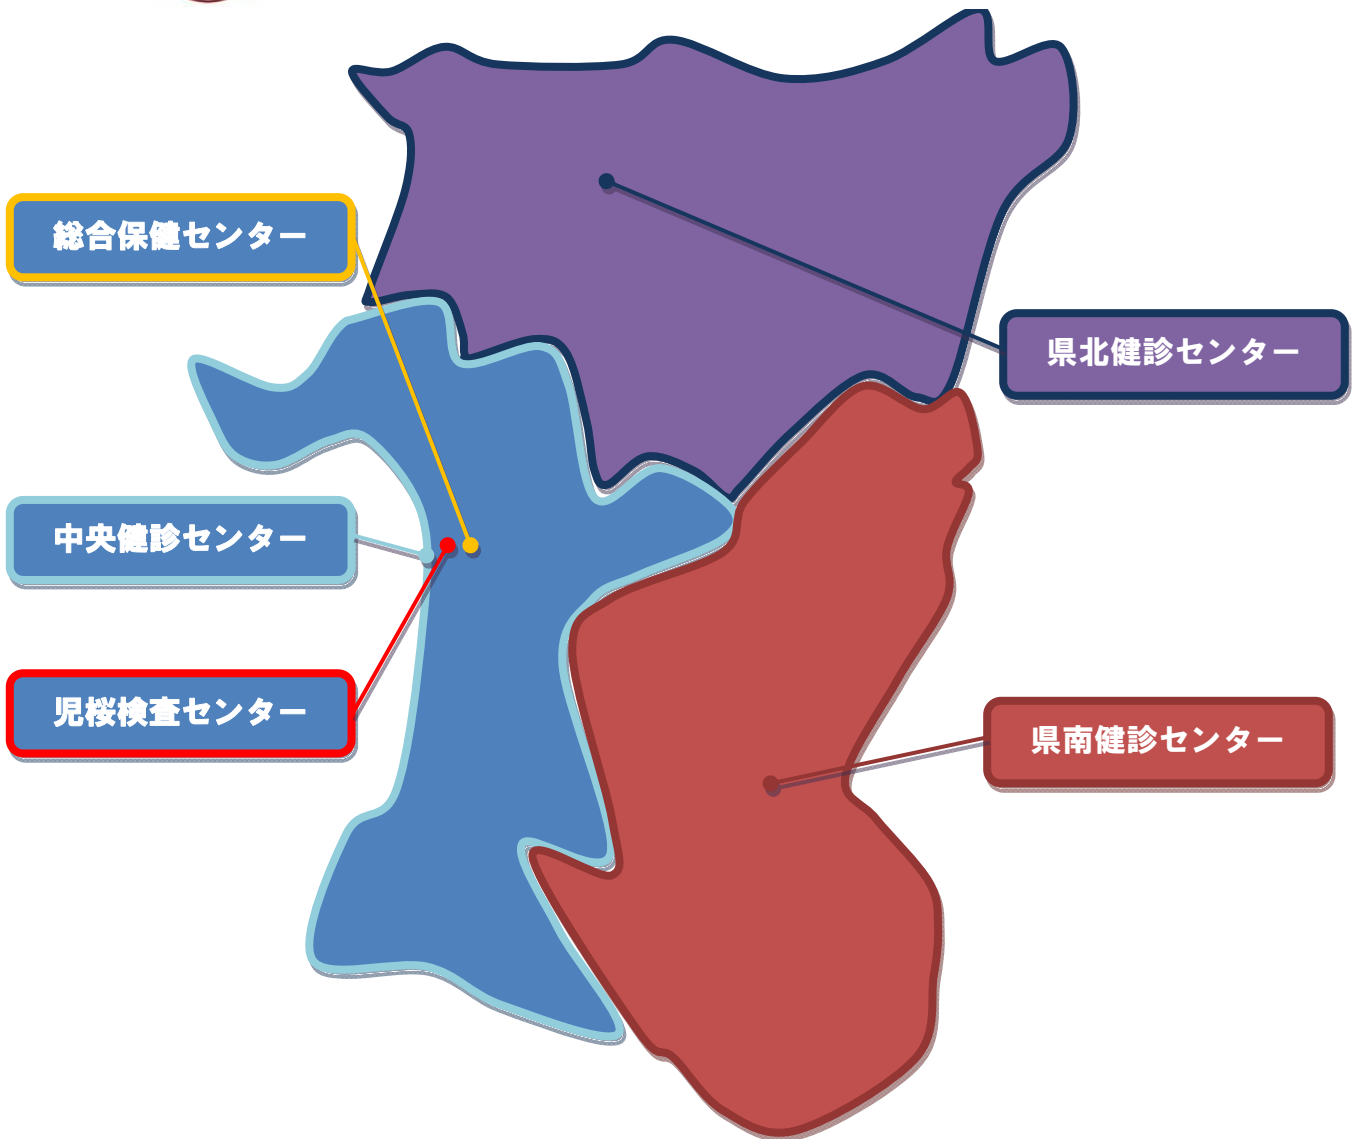 総合保健センター
県北健診センター
中央健診センター
児桜検査センター
県南健診センター